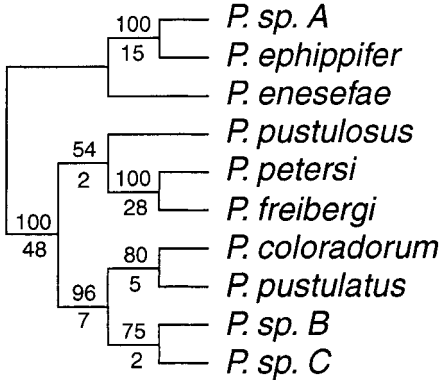 100 P. sp. A
15 P. ephippifer
P. enesefae
54 P. pustulosus
2 100 P. petersi
100 28 P. freibergi
48 80 P. coloradorum
96 5 P. pustulatus
7 75 P. sp. B
2 P. sp. C